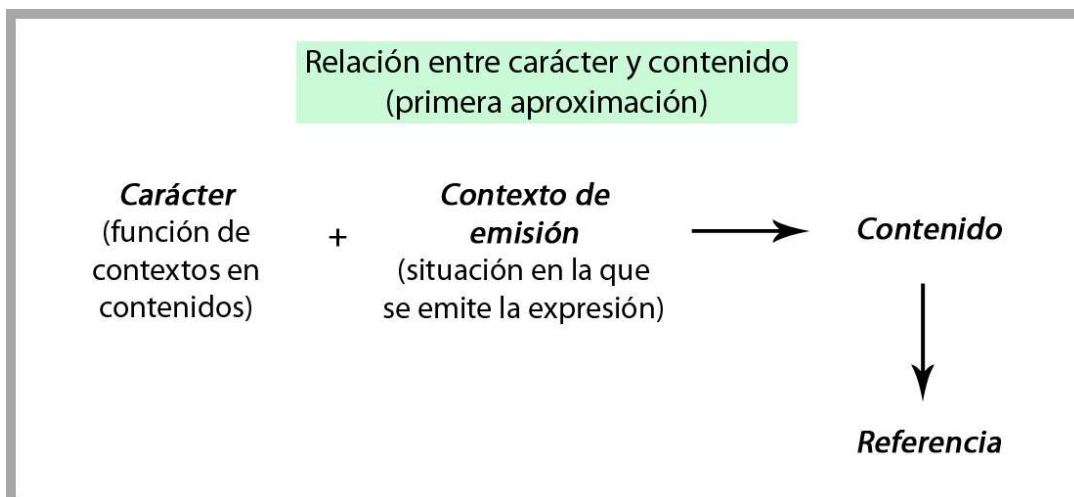 Relación entre carácter y contenido
(primera aproximación)
Carácter
(función de
contextos en
contenidos)
+
Contexto de
emisión
(situación en la que
se emite la expresión)
Contenido
Referencia